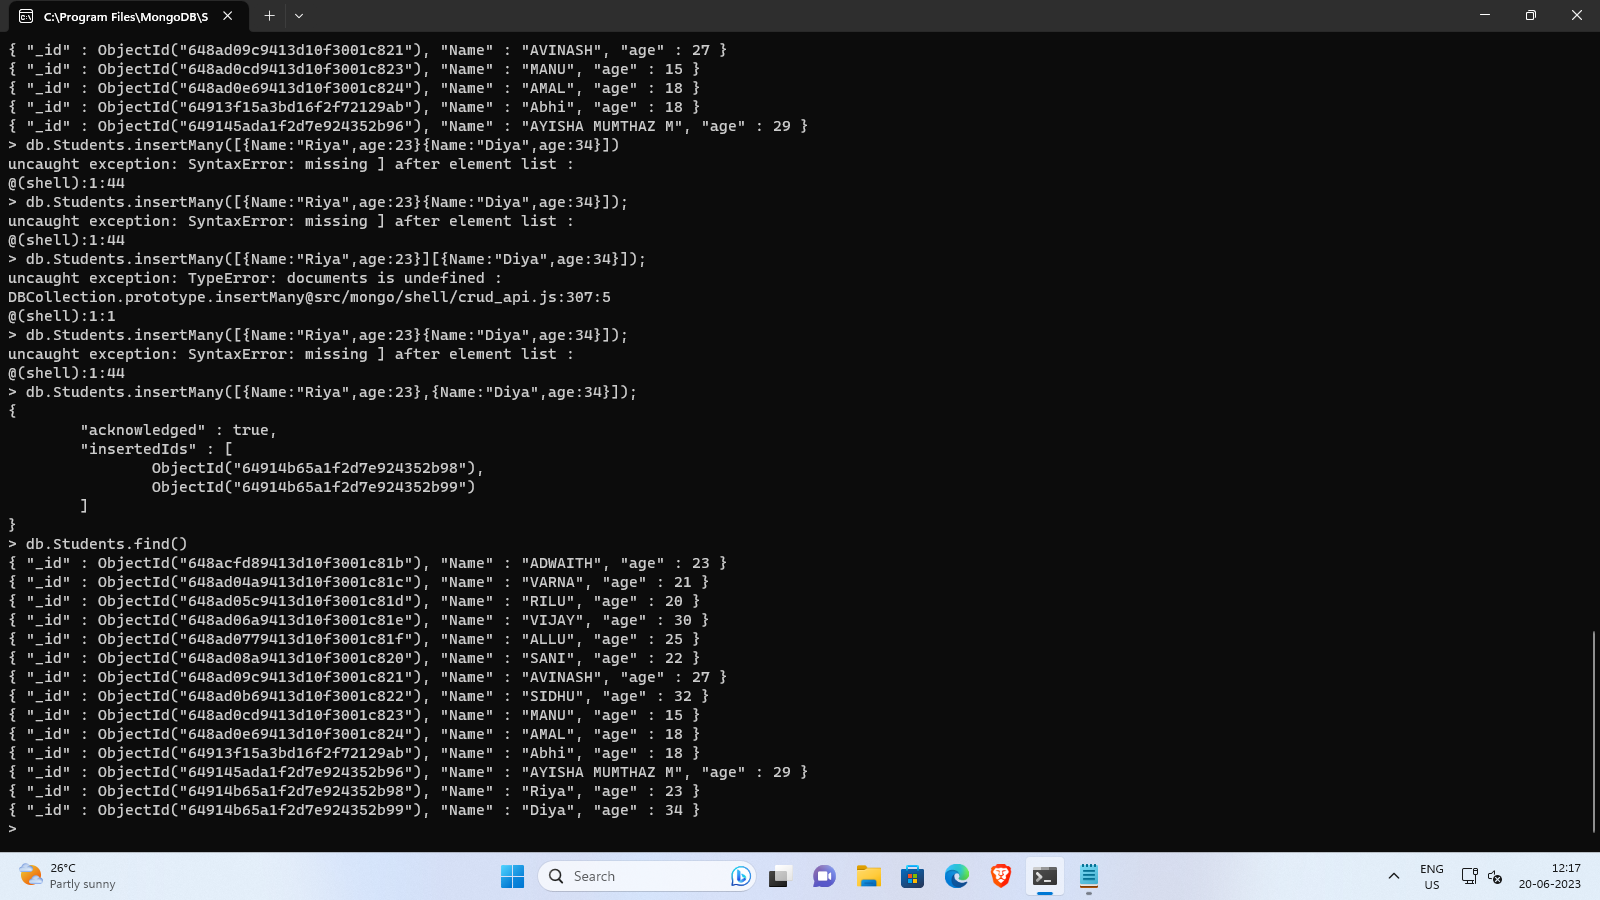 C:\Program Files\MongoDB\S
{ "_id" : ObjectId("648ad09c9413d10f3001c821"), "Name" : "AVINASH", "age" : 27 }
{ "_id" : ObjectId("648ad0cd9413d10f3001c823"), "Name" : "MANU", "age" : 15 }
{ "_id" : ObjectId("648ad0e69413d10f3001c824"), "Name" : "AMAL", "age" : 18 }
{ "_id" : ObjectId("64913f15a3bd16f2f72129ab"), "Name" : "Abhi", "age" : 18 }
{ "_id" : ObjectId("649145ada1f2d7e924352b96"), "Name" : "AYISHA MUMTHAZ M", "age" : 29 }
> db.Students.insertMany([{Name:"Riya",age:23}{Name:"Diya",age:34}])
uncaught exception: SyntaxError: missing ] after element list :
@(shell):1:44
> db.Students.insertMany([{Name:"Riya",age:23}{Name:"Diya",age:34}]);
uncaught exception: SyntaxError: missing ] after element list :
@(shell):1:44
> db.Students.insertMany([{Name:"Riya",age:23}][{Name:"Diya",age:34}]);
uncaught exception: TypeError: documents is undefined :
DBCollection.prototype.insertMany@src/mongo/shell/crud_api.js:307:5
@(shell):1:1
> db.Students.insertMany([{Name:"Riya",age:23}{Name:"Diya",age:34}]);
uncaught exception: SyntaxError: missing ] after element list :
@(shell):1:44
> db.Students.insertMany([{Name:"Riya",age:23},{Name:"Diya",age:34}]);
{
        "acknowledged" : true,
        "insertedIds" : [
                ObjectId("64914b65a1f2d7e924352b98"),
                ObjectId("64914b65a1f2d7e924352b99")
        ]
}
> db.Students.find()
{ "_id" : ObjectId("648acfd89413d10f3001c81b"), "Name" : "ADWAITH", "age" : 23 }
{ "_id" : ObjectId("648ad04a9413d10f3001c81c"), "Name" : "VARNA", "age" : 21 }
{ "_id" : ObjectId("648ad05c9413d10f3001c81d"), "Name" : "RILU", "age" : 20 }
{ "_id" : ObjectId("648ad06a9413d10f3001c81e"), "Name" : "VIJAY", "age" : 30 }
{ "_id" : ObjectId("648ad0779413d10f3001c81f"), "Name" : "ALLU", "age" : 25 }
{ "_id" : ObjectId("648ad08a9413d10f3001c820"), "Name" : "SANI", "age" : 22 }
{ "_id" : ObjectId("648ad09c9413d10f3001c821"), "Name" : "AVINASH", "age" : 27 }
{ "_id" : ObjectId("648ad0b69413d10f3001c822"), "Name" : "SIDHU", "age" : 32 }
{ "_id" : ObjectId("648ad0cd9413d10f3001c823"), "Name" : "MANU", "age" : 15 }
{ "_id" : ObjectId("648ad0e69413d10f3001c824"), "Name" : "AMAL", "age" : 18 }
{ "_id" : ObjectId("64913f15a3bd16f2f72129ab"), "Name" : "Abhi", "age" : 18 }
{ "_id" : ObjectId("649145ada1f2d7e924352b96"), "Name" : "AYISHA MUMTHAZ M", "age" : 29 }
{ "_id" : ObjectId("64914b65a1f2d7e924352b98"), "Name" : "Riya", "age" : 23 }
{ "_id" : ObjectId("64914b65a1f2d7e924352b99"), "Name" : "Diya", "age" : 34 }
>
26°C
Partly sunny
Search
ENG
US
12:17
20-06-2023